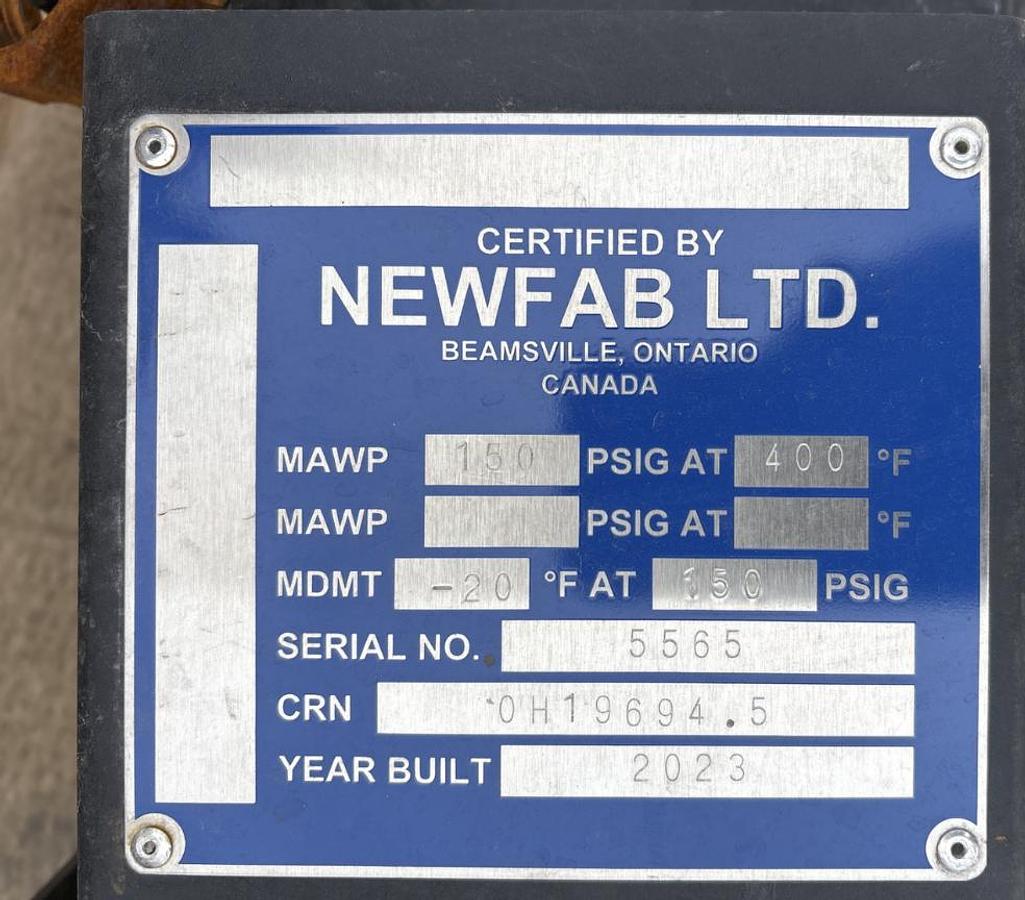 CERTIFIED BY
NEWFAB LTD.
BEAMSVILLE, ONTARIO
CANADA
MAWP 150 PSIG AT 400 °F
MAWP PSIG AT °F
MDMT -20 °F AT 150 PSIG
SERIAL NO. 5565
CRN 0H19694.5
YEAR BUILT 2023